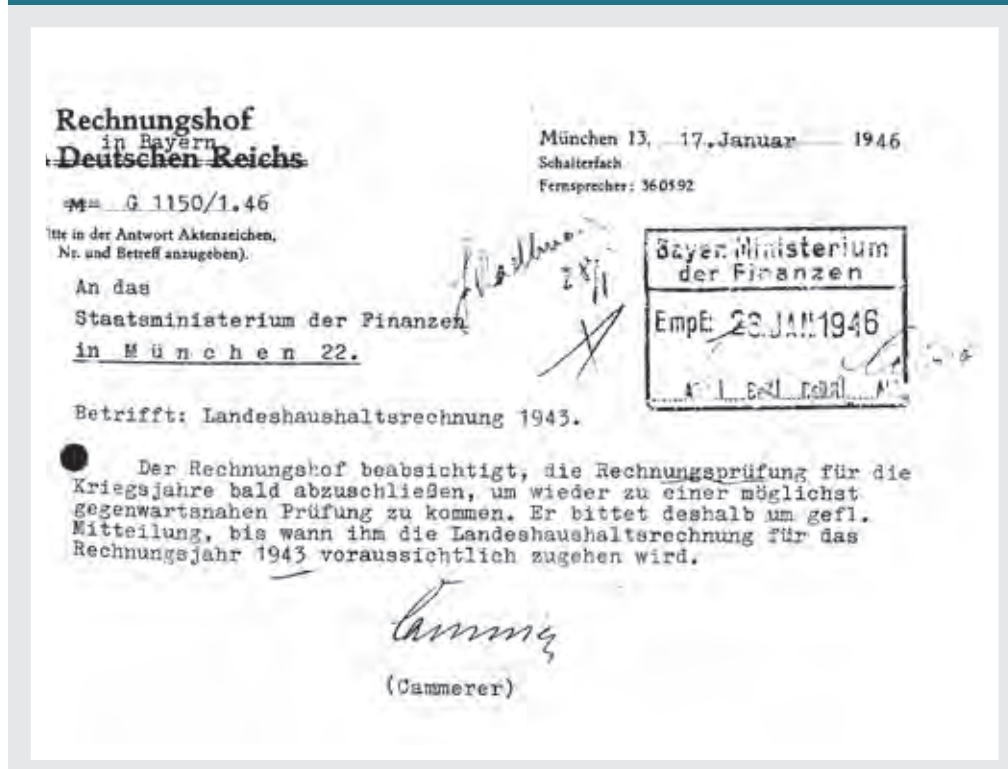 Rechnungshof
in Bayern
Deutschen Reichs
München 13, 17.Januar 1946
Schalterfach
Fernsprecher: 360592
M G 1150/1.46
in der Antwort Aktenzeichen,
Nr. und Betreff anzugeben).
Bayer. Ministerium
der Finanzen
An das
Staatsministerium der Finanzen
in München 22.
JAN 1946
Betrifft: Landeshaushaltsrechnung 1943.
Der Rechnungshof beabsichtigt, die Rechnungsprüfung für die
Kriegsjahre bald abzuschließen, um wieder zu einer möglichst
gegenwartsnahen Prüfung zu kommen. Er bittet deshalb um gefl.
Mitteilung, bis wann ihm die Landeshaushaltsrechnung für das
Rechnungsjahr 1943 voraussichtlich zugehen wird.
Cammerer
(Cammerer)